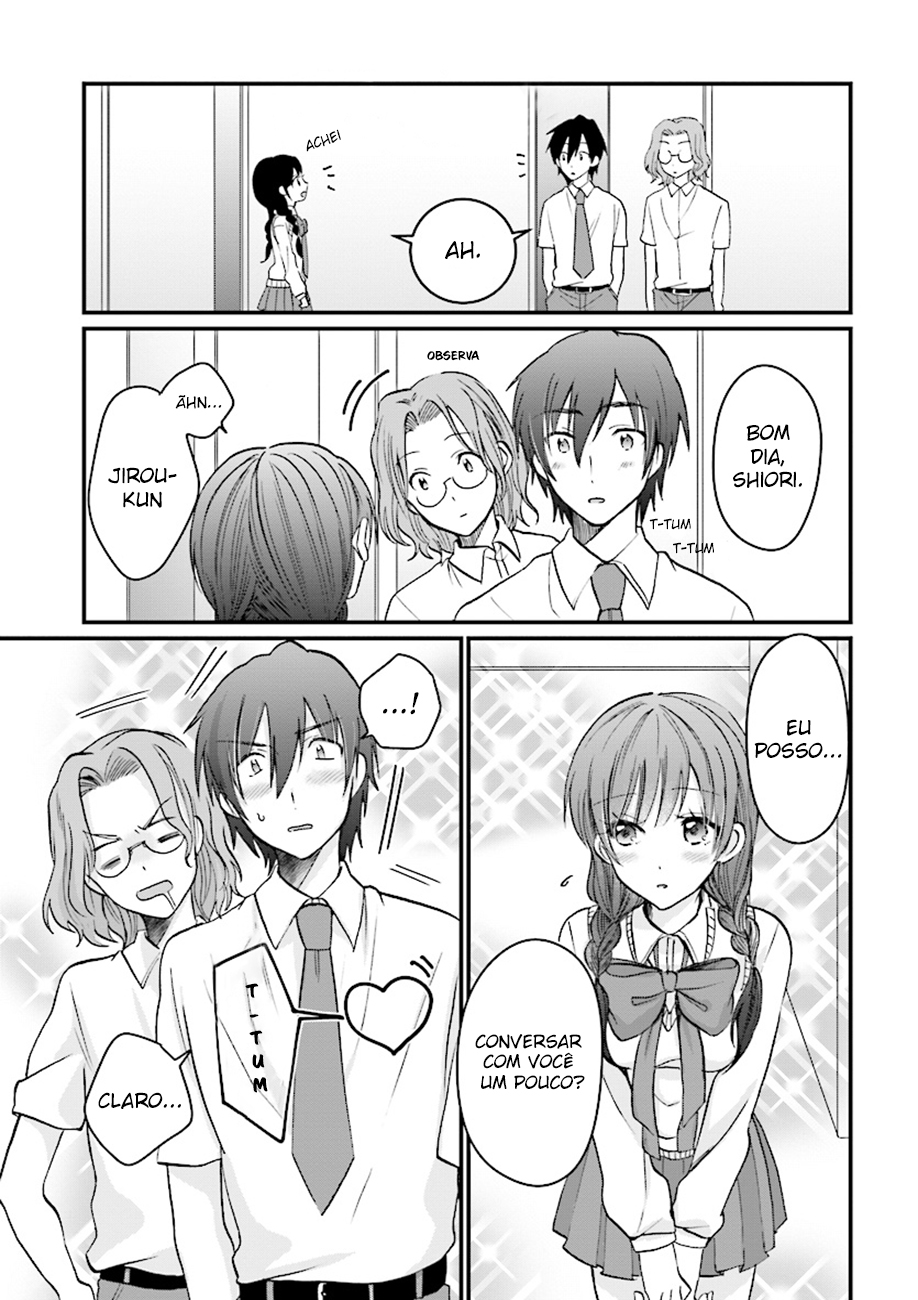 ACHEI
AH.
BOM
DIA,
SHIORI.
T-TUM
T-TUM
OBSERVA
ÃHN...
JIROU-
KUN
EU
POSSO...
CONVERSAR
COM VOCÊ
UM POUCO?
...!
T-TUM
CLARO...